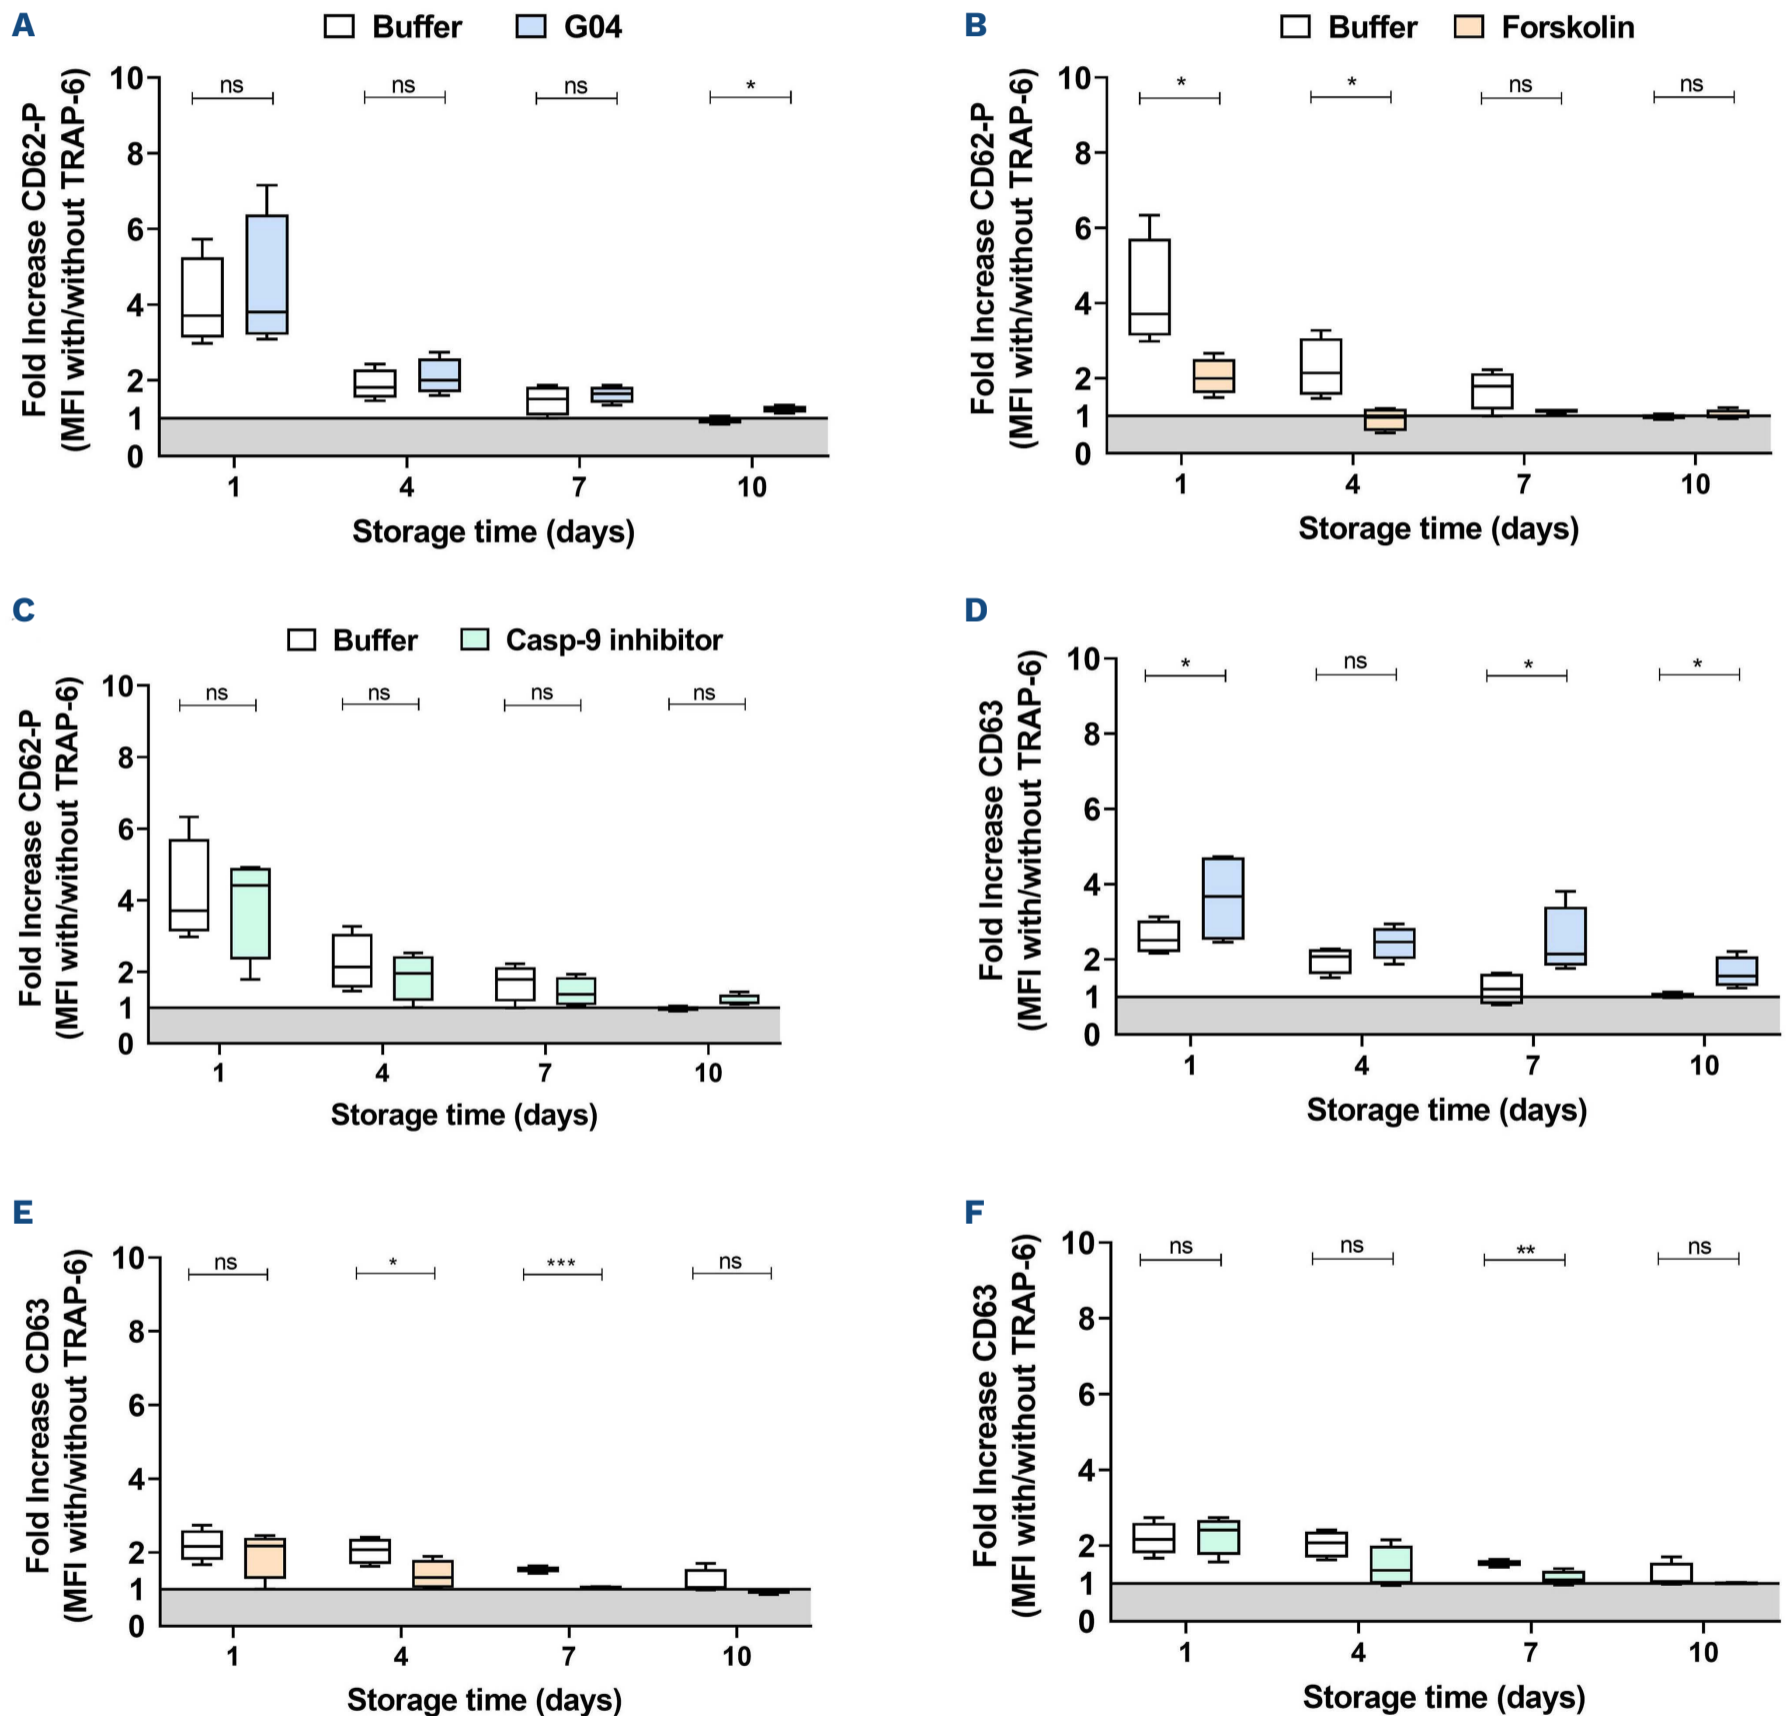 A
Buffer
G04
Fold Increase CD62-P
(MFI with/without TRAP-6)
10
8
6
4
2
1
0
ns
ns
ns
*
1
4
7
10
Storage time (days)
B
Buffer
Forskolin
Fold Increase CD62-P
(MFI with/without TRAP-6)
10
8
6
4
2
1
0
*
*
ns
ns
1
4
7
10
Storage time (days)
C
Buffer
Casp-9 inhibitor
Fold Increase CD62-P
(MFI with/without TRAP-6)
10
8
6
4
2
1
0
ns
ns
ns
ns
1
4
7
10
Storage time (days)
D
Fold Increase CD63
(MFI with/without TRAP-6)
10
8
6
4
2
1
0
*
ns
*
*
1
4
7
10
Storage time (days)
E
Fold Increase CD63
(MFI with/without TRAP-6)
10
8
6
4
2
1
0
ns
*
***
ns
1
4
7
10
Storage time (days)
F
Fold Increase CD63
(MFI with/without TRAP-6)
10
8
6
4
2
1
0
ns
ns
**
ns
1
4
7
10
Storage time (days)